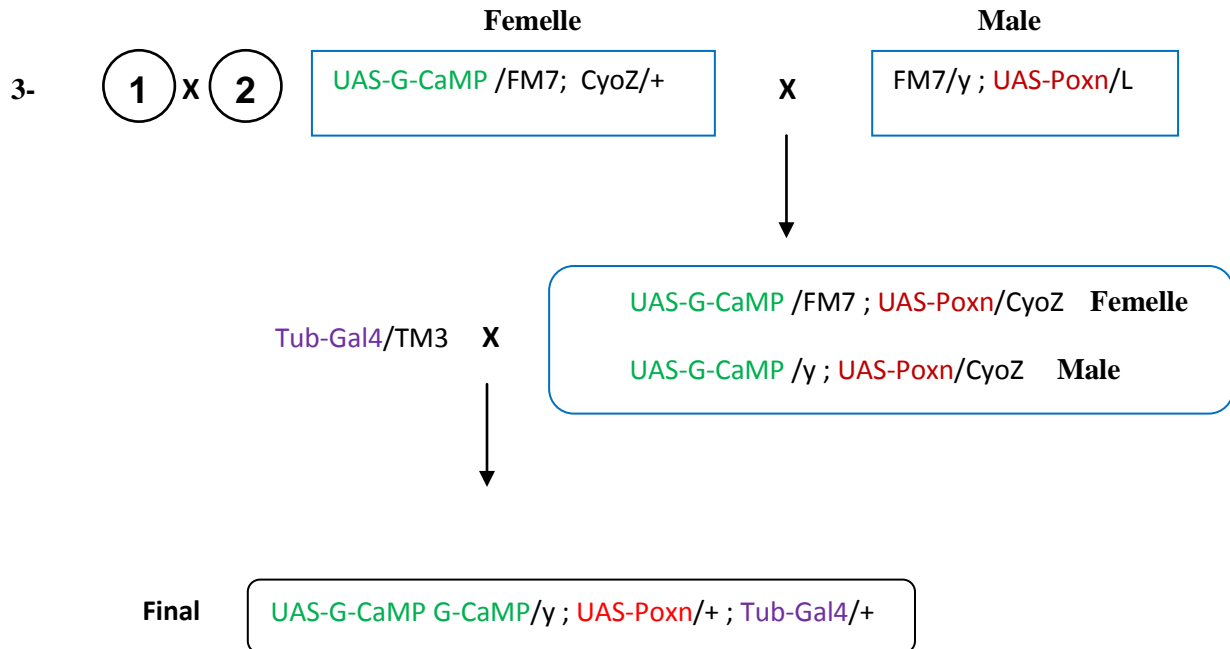 Femelle Male
3- 1 X 2 UAS-G-CaMP /FM7; CyoZ/+ X FM7/y ; UAS-Poxn/L
UAS-G-CaMP /FM7 ; UAS-Poxn/CyoZ Femelle
Tub-Gal4/TM3 X
UAS-G-CaMP /y ; UAS-Poxn/CyoZ Male
Final UAS-G-CaMP G-CaMP/y ; UAS-Poxn/+ ; Tub-Gal4/+